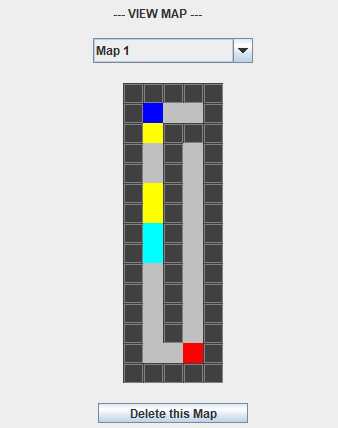 --- VIEW MAP ---
Map 1
Delete this Map